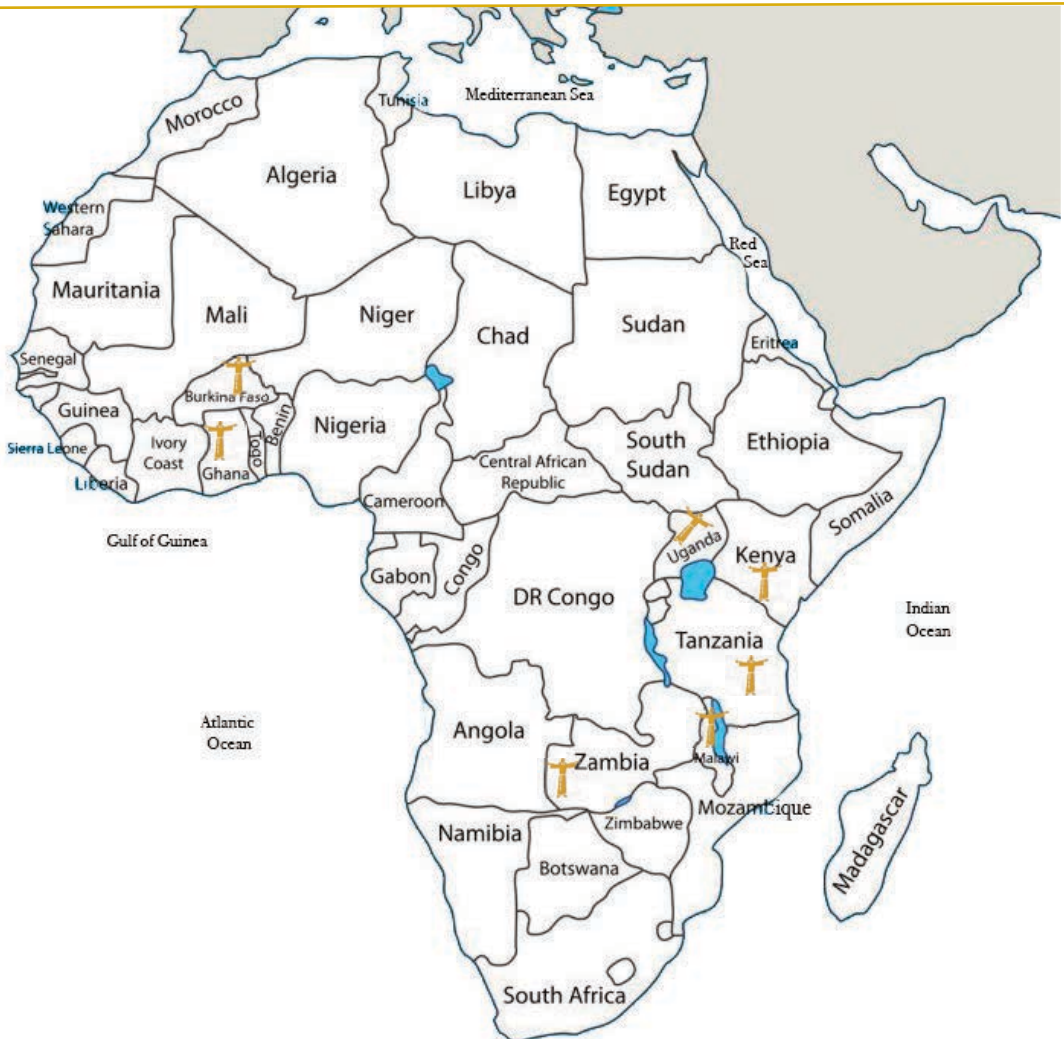 Mediterranean Sea
Tunisia
Morocco
Algeria
Libya
Egypt
Western
Sahara
Red
Sea
Mauritania
Mali
Niger
Chad
Sudan
Eritrea
Senegal
Burkina Faso
Guinea
Nigeria
Benin
Togo
Ivory
Coast
Ghana
Sierra Leone
Liberia
South
Sudan
Ethiopia
Central African
Republic
Cameroon
Somalia
Gulf of Guinea
Uganda
Kenya
Gabon
Congo
DR Congo
Indian
Ocean
Tanzania
Atlantic
Ocean
Angola
Zambia
Malawi
Mozambique
Zimbabwe
Namibia
Botswana
Madagascar
South Africa